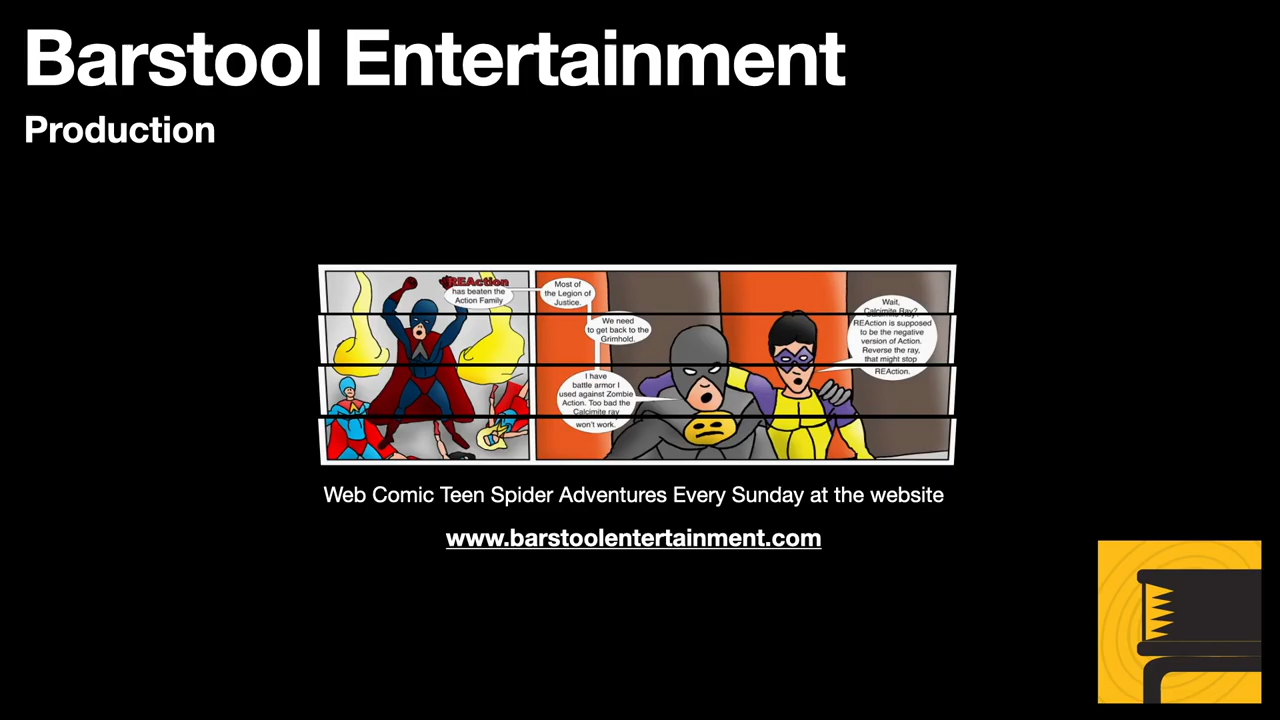 Barstool Entertainment
Production
REAction
has beaten the
Action Family
Most of
the Legion of
Justice.
We need
to get back to the
Grimhold.
I have
battle armor I
used against Zombie
Action. Too bad the
Calcimite ray
won't work.
Wait,
Calcimite Ray?
REAction is supposed
to be the negative
version of Action.
Reverse the ray,
that might stop
REAction.
Web Comic Teen Spider Adventures Every Sunday at the website
www.barstoolentertainment.com